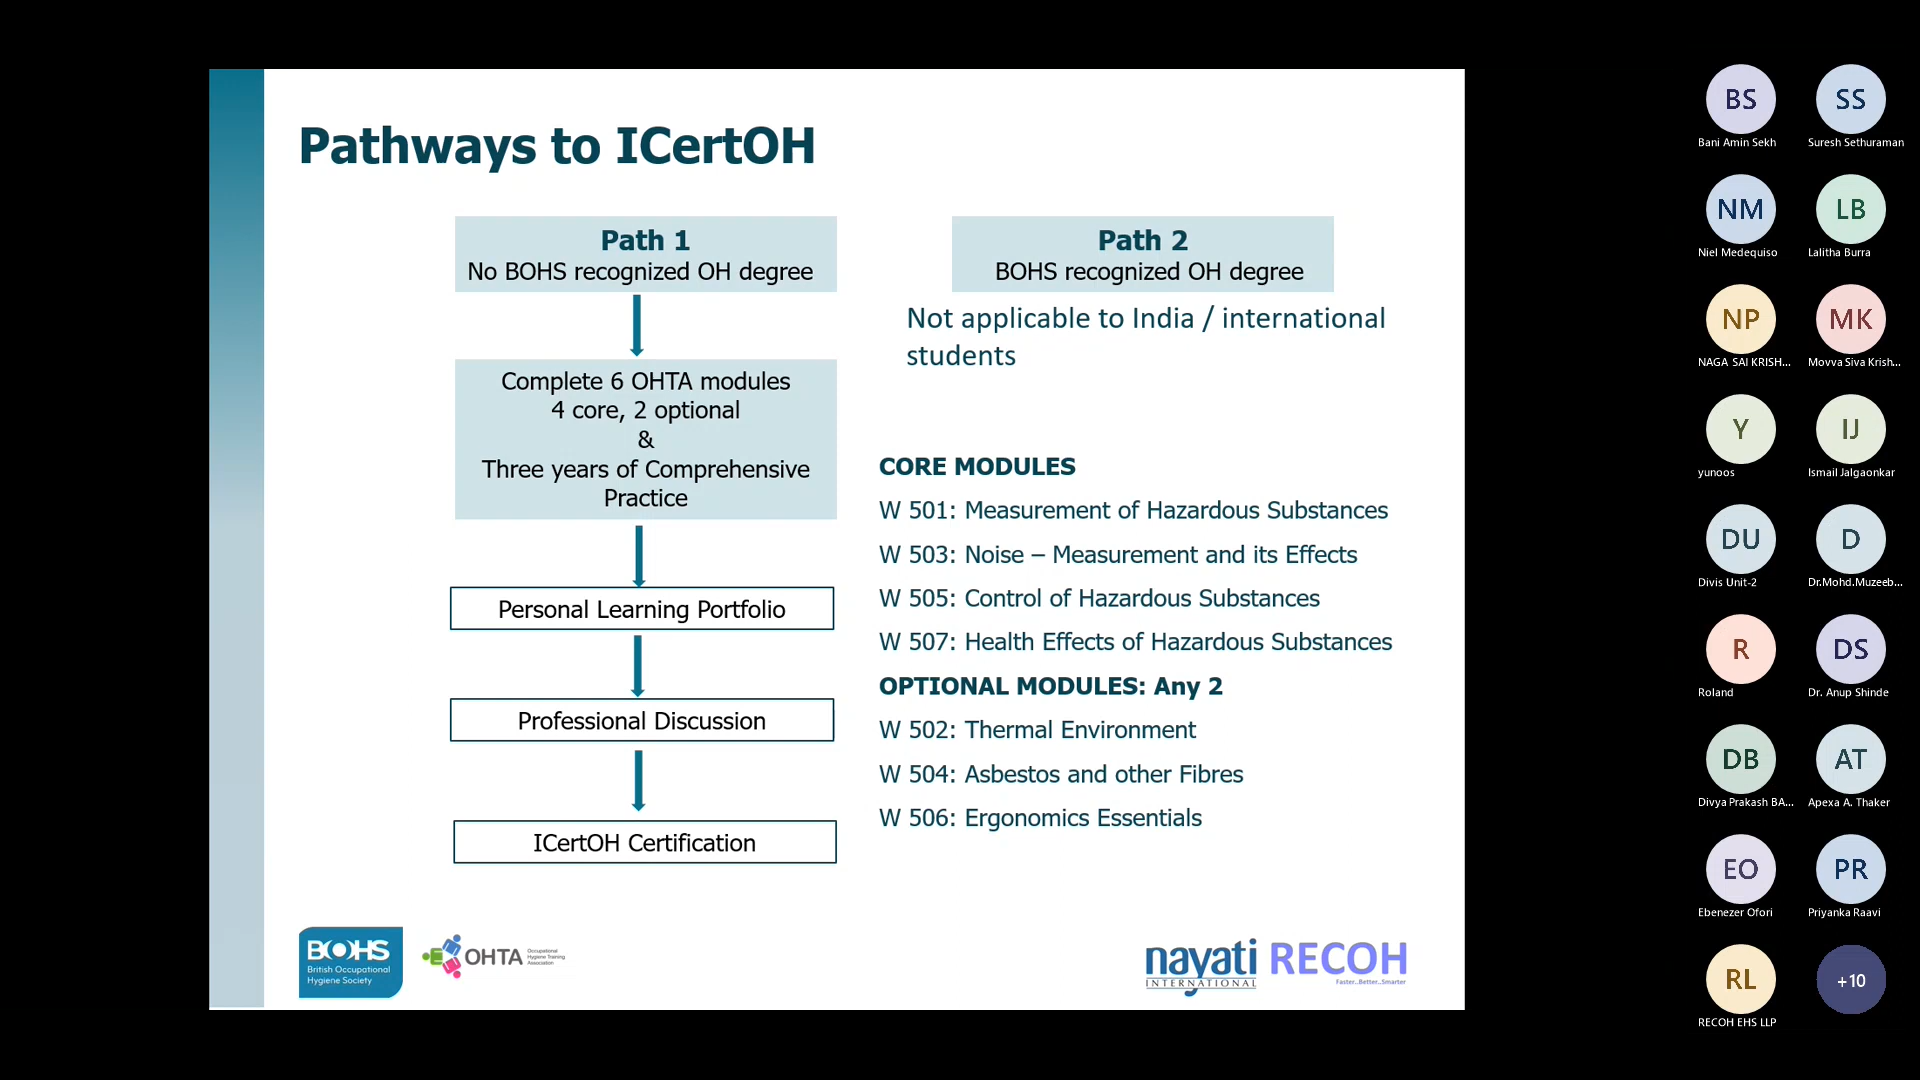 Pathways to ICertOH
Path 1
No BOHS recognized OH degree
Complete 6 OHTA modules
4 core, 2 optional
&
Three years of Comprehensive
Practice
Personal Learning Portfolio
Professional Discussion
ICertOH Certification
Path 2
BOHS recognized OH degree
Not applicable to India / international
students
CORE MODULES
W 501: Measurement of Hazardous Substances
W 503: Noise – Measurement and its Effects
W 505: Control of Hazardous Substances
W 507: Health Effects of Hazardous Substances
OPTIONAL MODULES: Any 2
W 502: Thermal Environment
W 504: Asbestos and other Fibres
W 506: Ergonomics Essentials
BOHS
British Occupational
Hygiene Society
OHTA
Occupational
Hygiene Training
Association
nayati
INTERNATIONAL
RECOH
Faster..Better..Smarter
BS
Bani Amin Sekh
SS
Suresh Sethuraman
NM
Niel Medequiso
LB
Lalitha Burra
NP
NAGA SAI KRISH...
MK
Movva Siva Krish...
Y
yunoos
IJ
Ismail Jalgaonkar
DU
Divis Unit-2
D
Dr.Mohd.Muzeeb...
R
Roland
DS
Dr. Anup Shinde
DB
Divya Prakash BA...
AT
Apexa A. Thaker
EO
Ebenezer Ofori
PR
Priyanka Raavi
RL
RECOH EHS LLP
+10